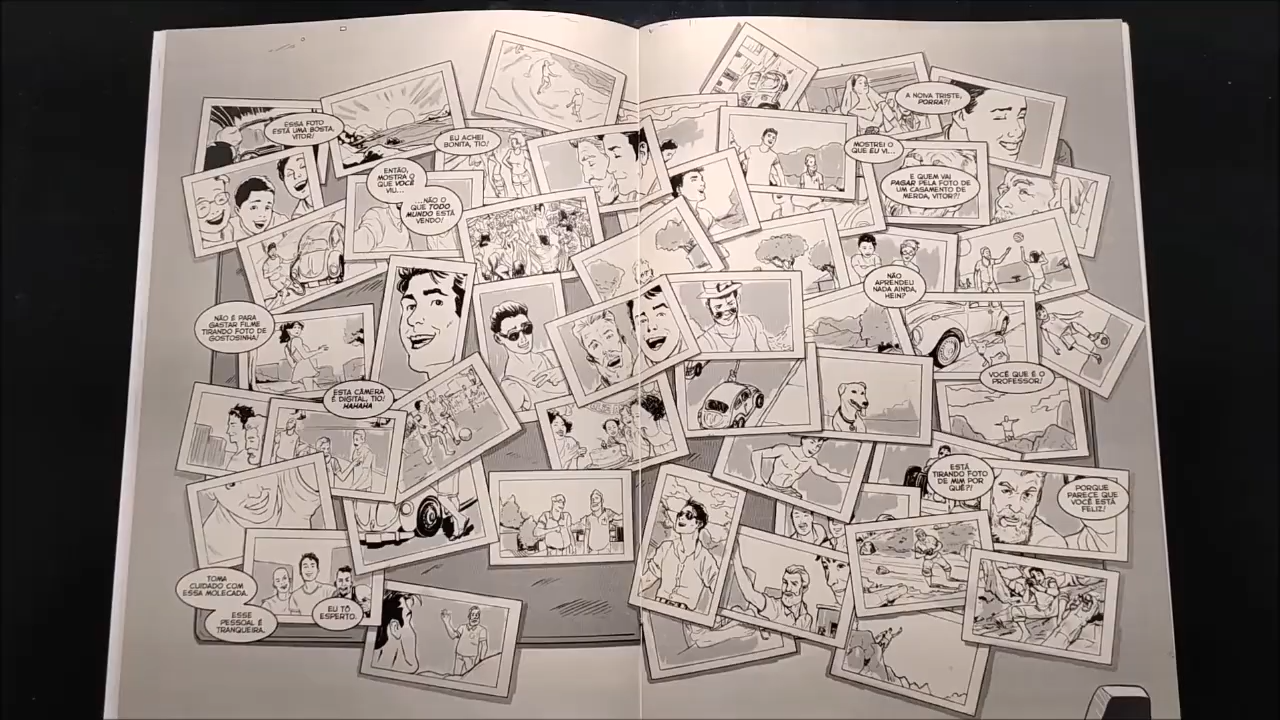 ESSA FOTO
ESTÁ UMA BOSTA,
VITOR!
EU ACHEI
BONITA, TIO!
ENTÃO,
MOSTRA O
QUE VOCÊ
VIU...
...NÃO O
QUE TODO
MUNDO ESTÁ
VENDO!
NÃO É PARA
GASTAR FILME
TIRANDO FOTO DE
GOSTOSINHA!
ESTA CÂMERA
É DIGITAL, TIO!
HAHAHA
TOMA
CUIDADO COM
ESSA MOLECADA.
ESSE
PESSOAL É
TRANQUEIRA.
EU TÔ
ESPERTO.
A NOIVA TRISTE,
PORRA?!
MOSTREI O
QUE EU VI...
E QUEM VAI
PAGAR PELA FOTO DE
UM CASAMENTO DE
MERDA, VITOR?!
NÃO
APRENDEU
NADA AINDA,
HEIN?
VOCÊ QUE É O
PROFESSOR!
ESTÁ
TIRANDO FOTO
DE MIM POR
QUÊ?!
PORQUE
PARECE QUE
VOCÊ ESTÁ
FELIZ!